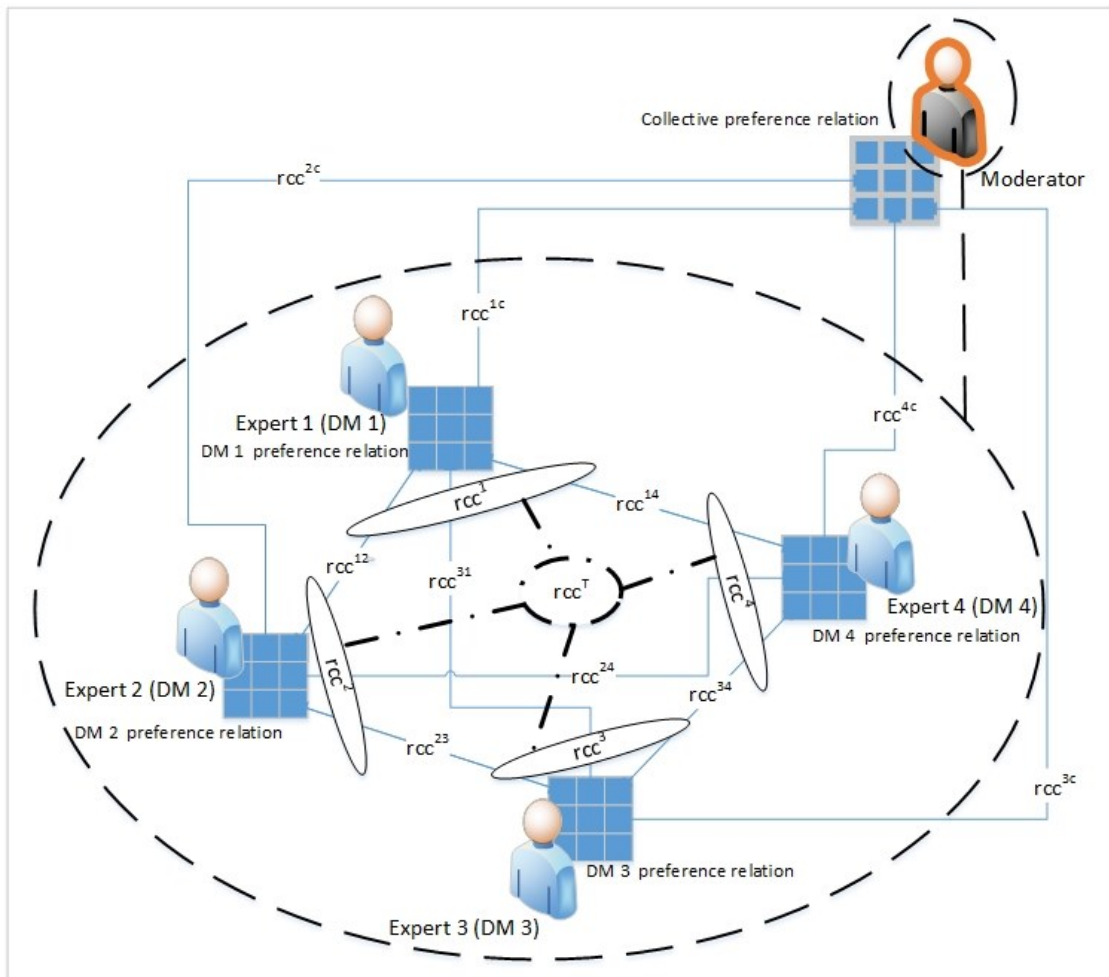 Collective preference relation
Moderator
rcc²ᶜ
rcc¹ᶜ
Expert 1 (DM 1)
DM 1 preference relation
rcc⁴ᶜ
rcc¹
rcc¹⁴
rcc¹²
rcc³¹
rccᵀ
rcc⁴
Expert 4 (DM 4)
DM 4 preference relation
rcc²
rcc²⁴
rcc³⁴
Expert 2 (DM 2)
DM 2 preference relation
rcc²³
rcc³
rcc³ᶜ
DM 3 preference relation
Expert 3 (DM 3)